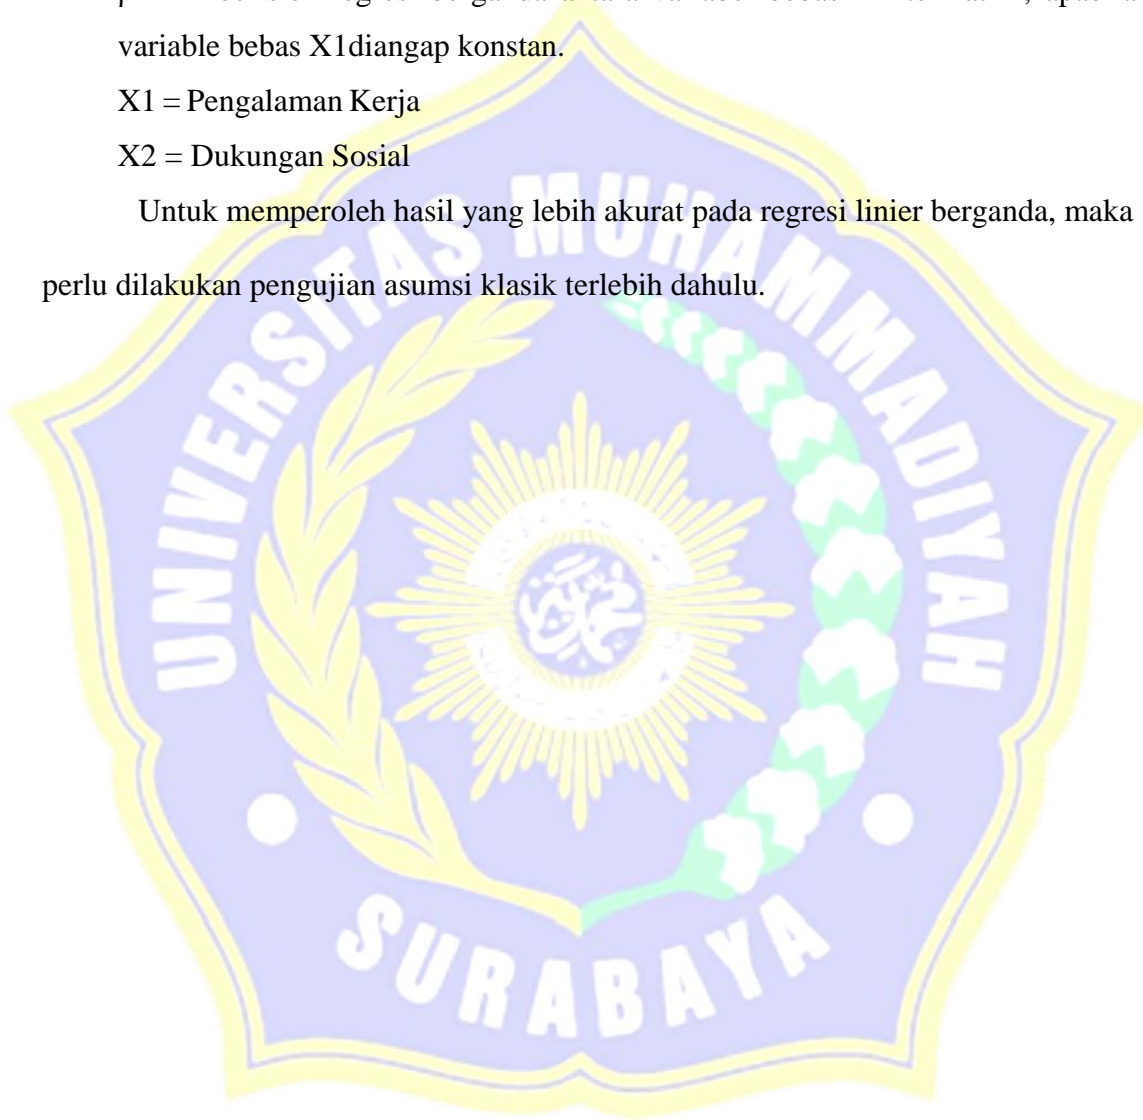 variable bebas X1diangap konstan.
X1 = Pengalaman Kerja
X2 = Dukungan Sosial
Untuk memperoleh hasil yang lebih akurat pada regresi linier berganda, maka
perlu dilakukan pengujian asumsi klasik terlebih dahulu.
UNIVERSITAS MUHAMMADIYAH
SURABAYA